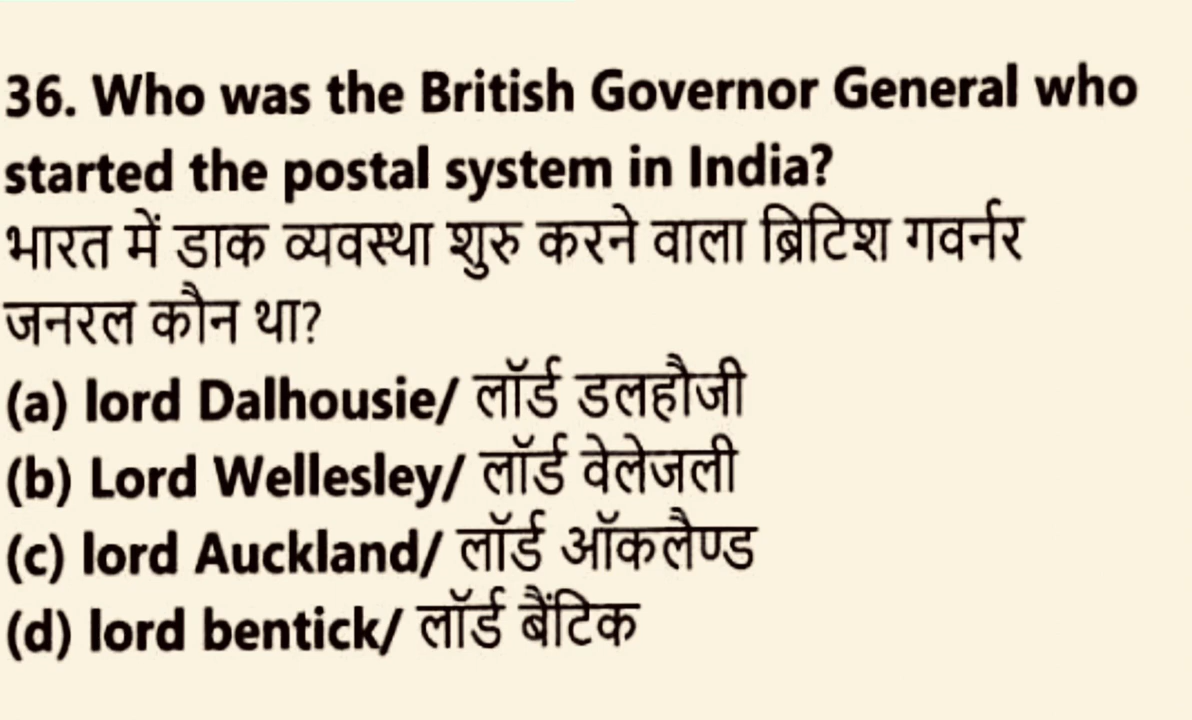 36. Who was the British Governor General who
started the postal system in India?
भारत में डाक व्यवस्था शुरु करने वाला ब्रिटिश गवर्नर
जनरल कौन था?
(a) lord Dalhousie/ लॉर्ड डलहौजी
(b) Lord Wellesley/ लॉर्ड वेलेजली
(c) lord Auckland/ लॉर्ड ऑकलैण्ड
(d) lord bentick/ लॉर्ड बैंटिक